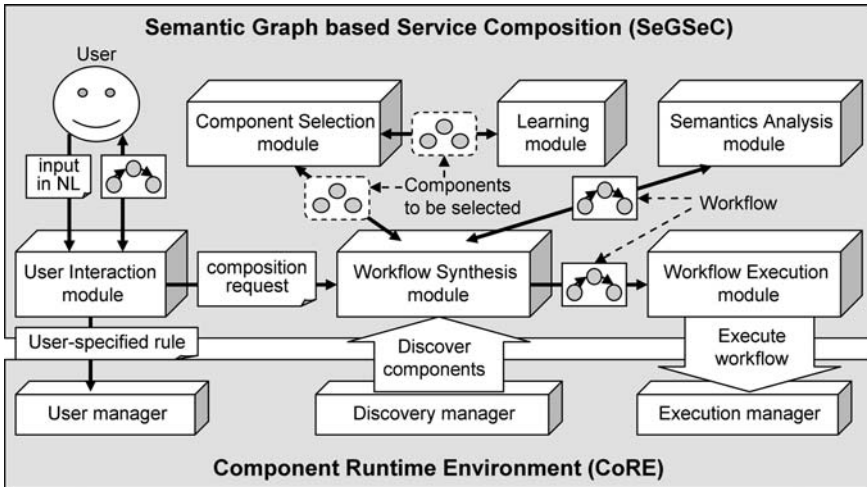 Semantic Graph based Service Composition (SeGSeC)
User
Component Selection
module
Learning
module
Semantics Analysis
module
input
in NL
Components
to be selected
Workflow
User Interaction
module
composition
request
Workflow Synthesis
module
Workflow Execution
module
User-specified rule
Discover
components
Execute
workflow
User manager
Discovery manager
Execution manager
Component Runtime Environment (CoRE)